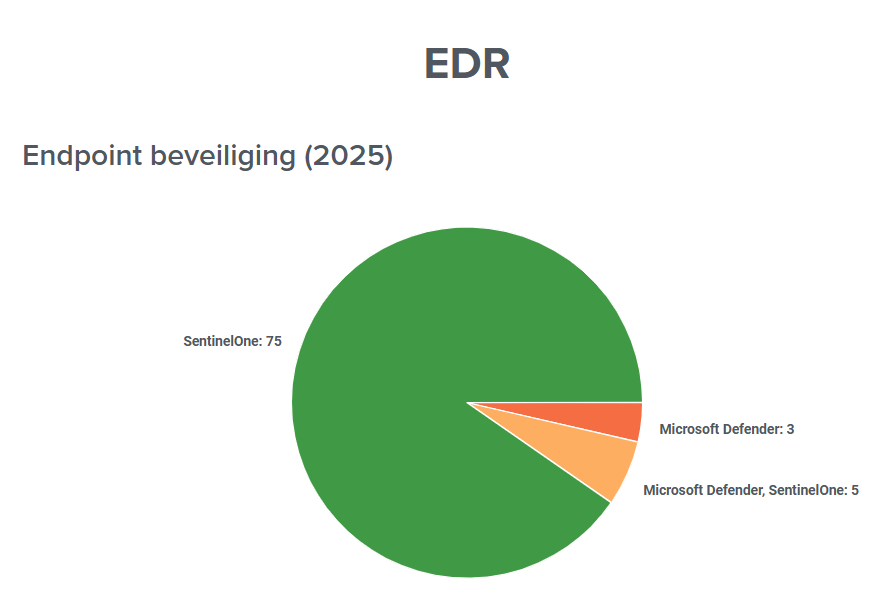 EDR
Endpoint beveiliging (2025)
SentinelOne: 75
Microsoft Defender: 3
Microsoft Defender, SentinelOne: 5